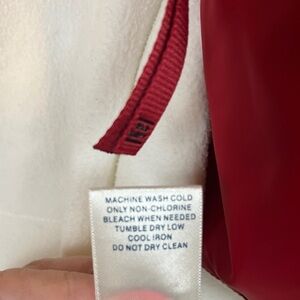 MACHINE WASH COLD
ONLY NON-CHLORINE
BLEACH WHEN NEEDED
TUMBLE DRY LOW
COOL IRON
DO NOT DRY CLEAN